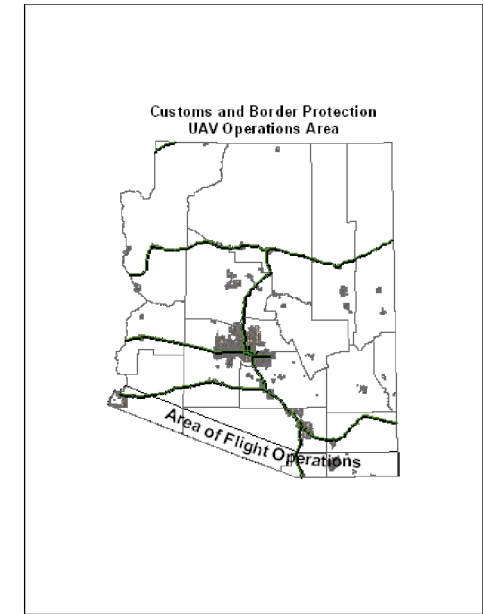 Customs and Border Protection
UAV Operations Area
Area of Flight Operations